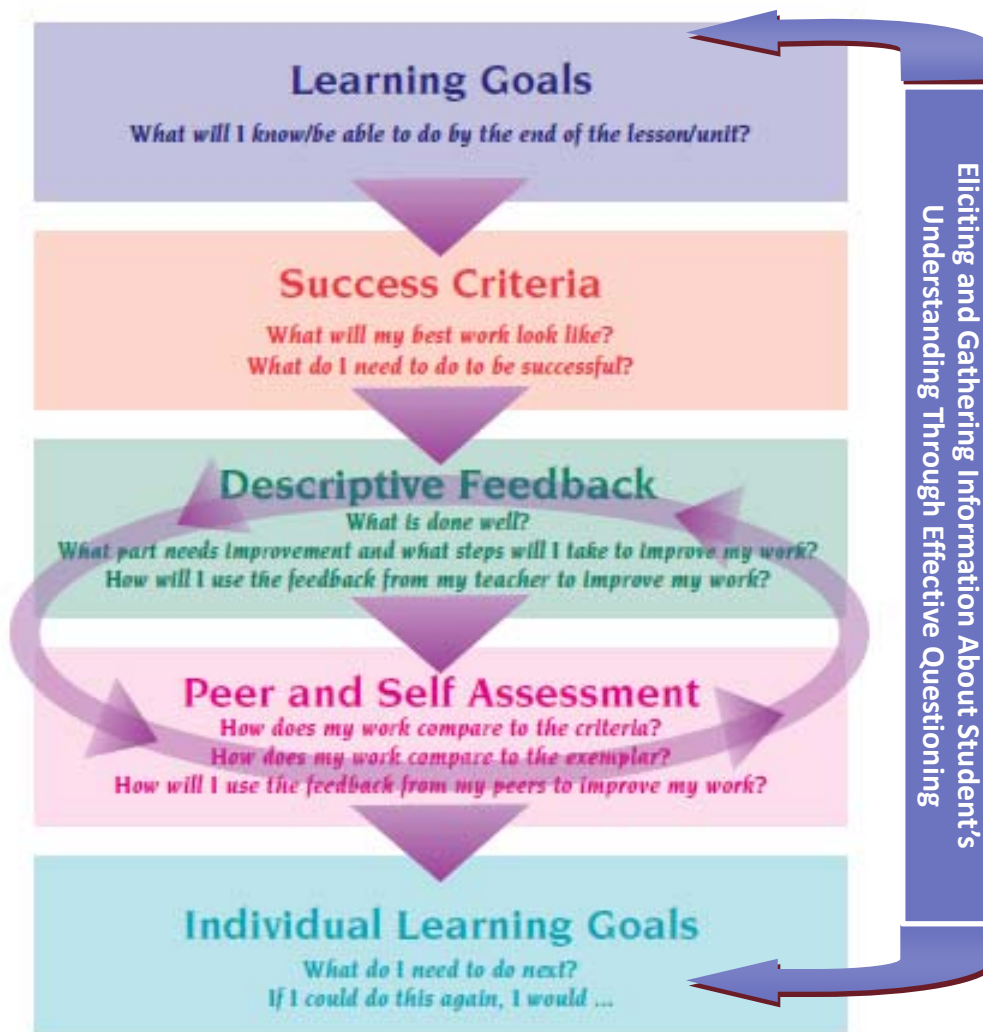 Learning Goals
What will I know/be able to do by the end of the lesson/unit?
Success Criteria
What will my best work look like?
What do I need to do to be successful?
Descriptive Feedback
What is done well?
What part needs improvement and what steps will I take to improve my work?
How will I use the feedback from my teacher to improve my work?
Peer and Self Assessment
How does my work compare to the criteria?
How does my work compare to the exemplar?
How will I use the feedback from my peers to improve my work?
Individual Learning Goals
What do I need to do next?
If I could do this again, I would ...
Eliciting and Gathering Information About Student's
Understanding Through Effective Questioning